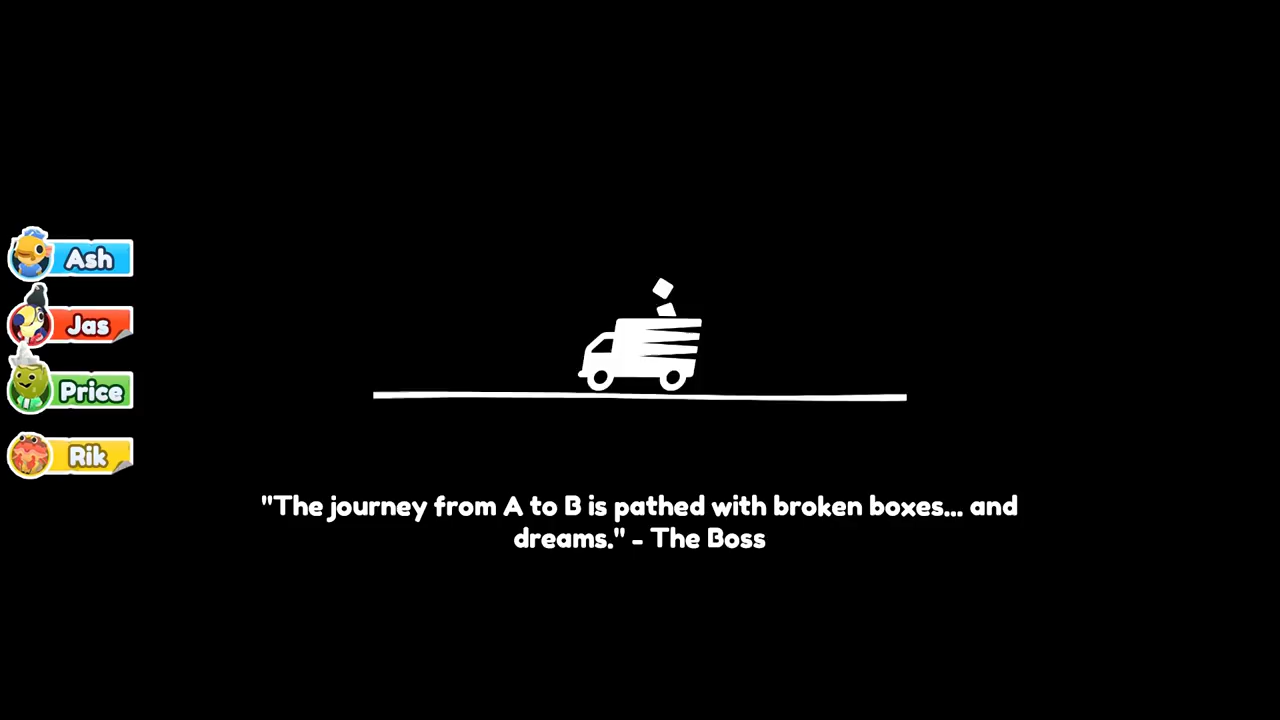 Ash
Jas
Price
Rik
"The journey from A to B is pathed with broken boxes... and
dreams." - The Boss